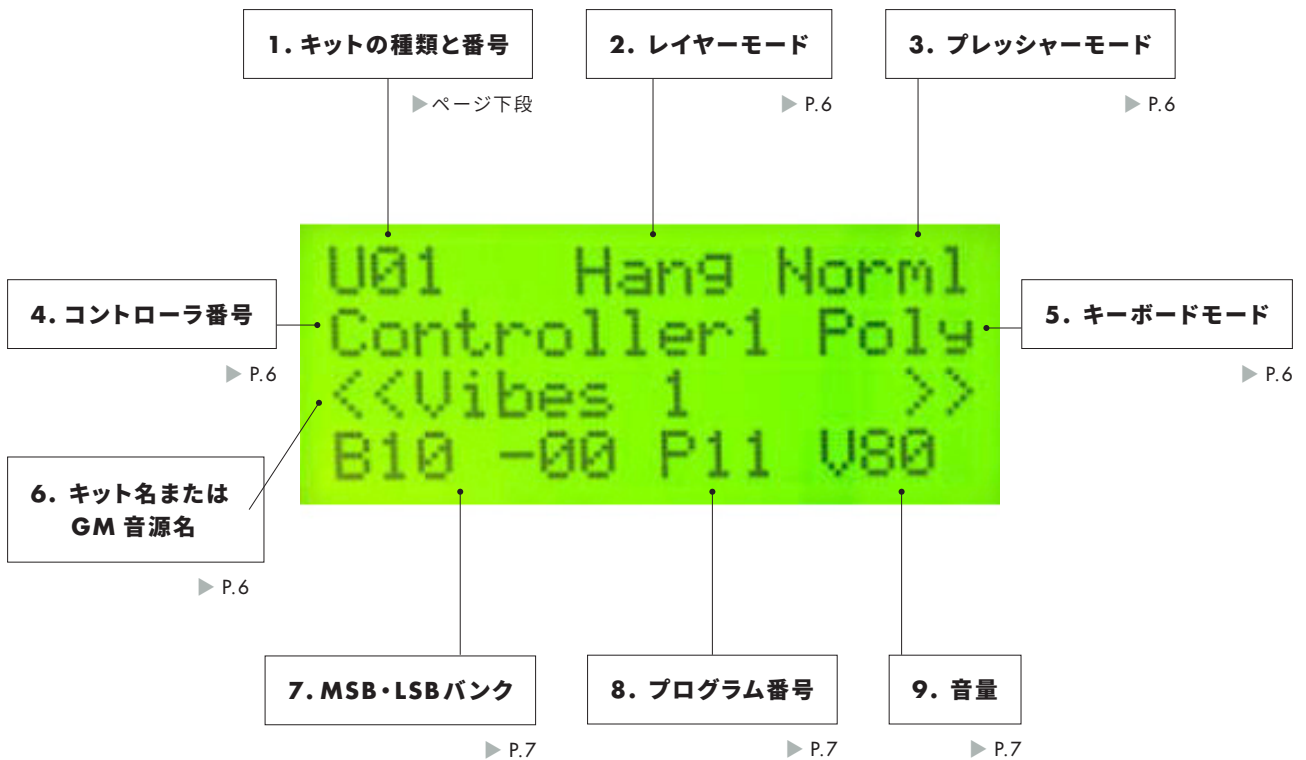 1. キットの種類と番号
▶ページ下段
2. レイヤーモード
▶ P.6
3. プレッシャーモード
▶ P.6
U01 Hang Norml
Controller1 Poly
<<Vibes 1 >>
B10 -00 P11 V80
4. コントローラ番号
▶ P.6
5. キーボードモード
▶ P.6
6. キット名または
GM 音源名
▶ P.6
7. MSB・LSBバンク
▶ P.7
8. プログラム番号
▶ P.7
9. 音量
▶ P.7